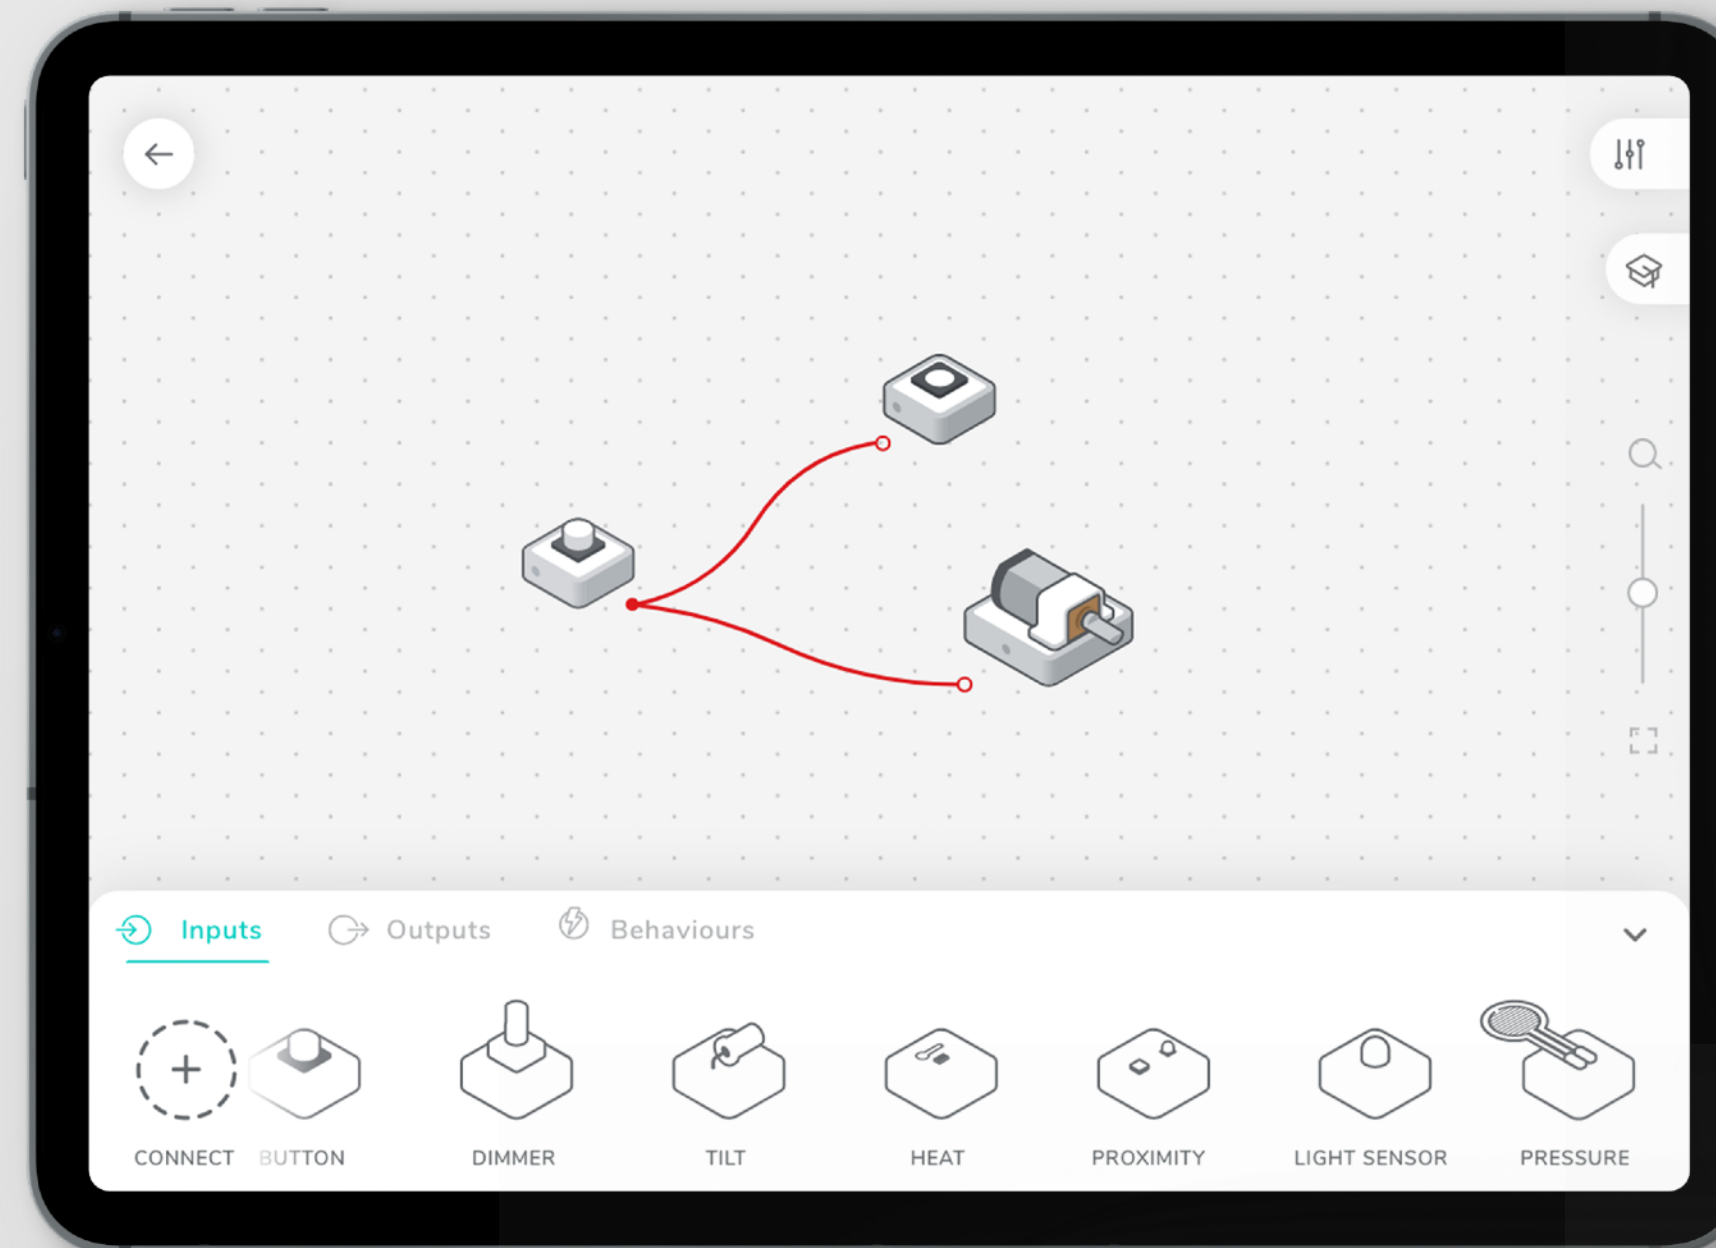 Inputs
Outputs
Behaviours
CONNECT
BUTTON
DIMMER
TILT
HEAT
PROXIMITY
LIGHT SENSOR
PRESSURE